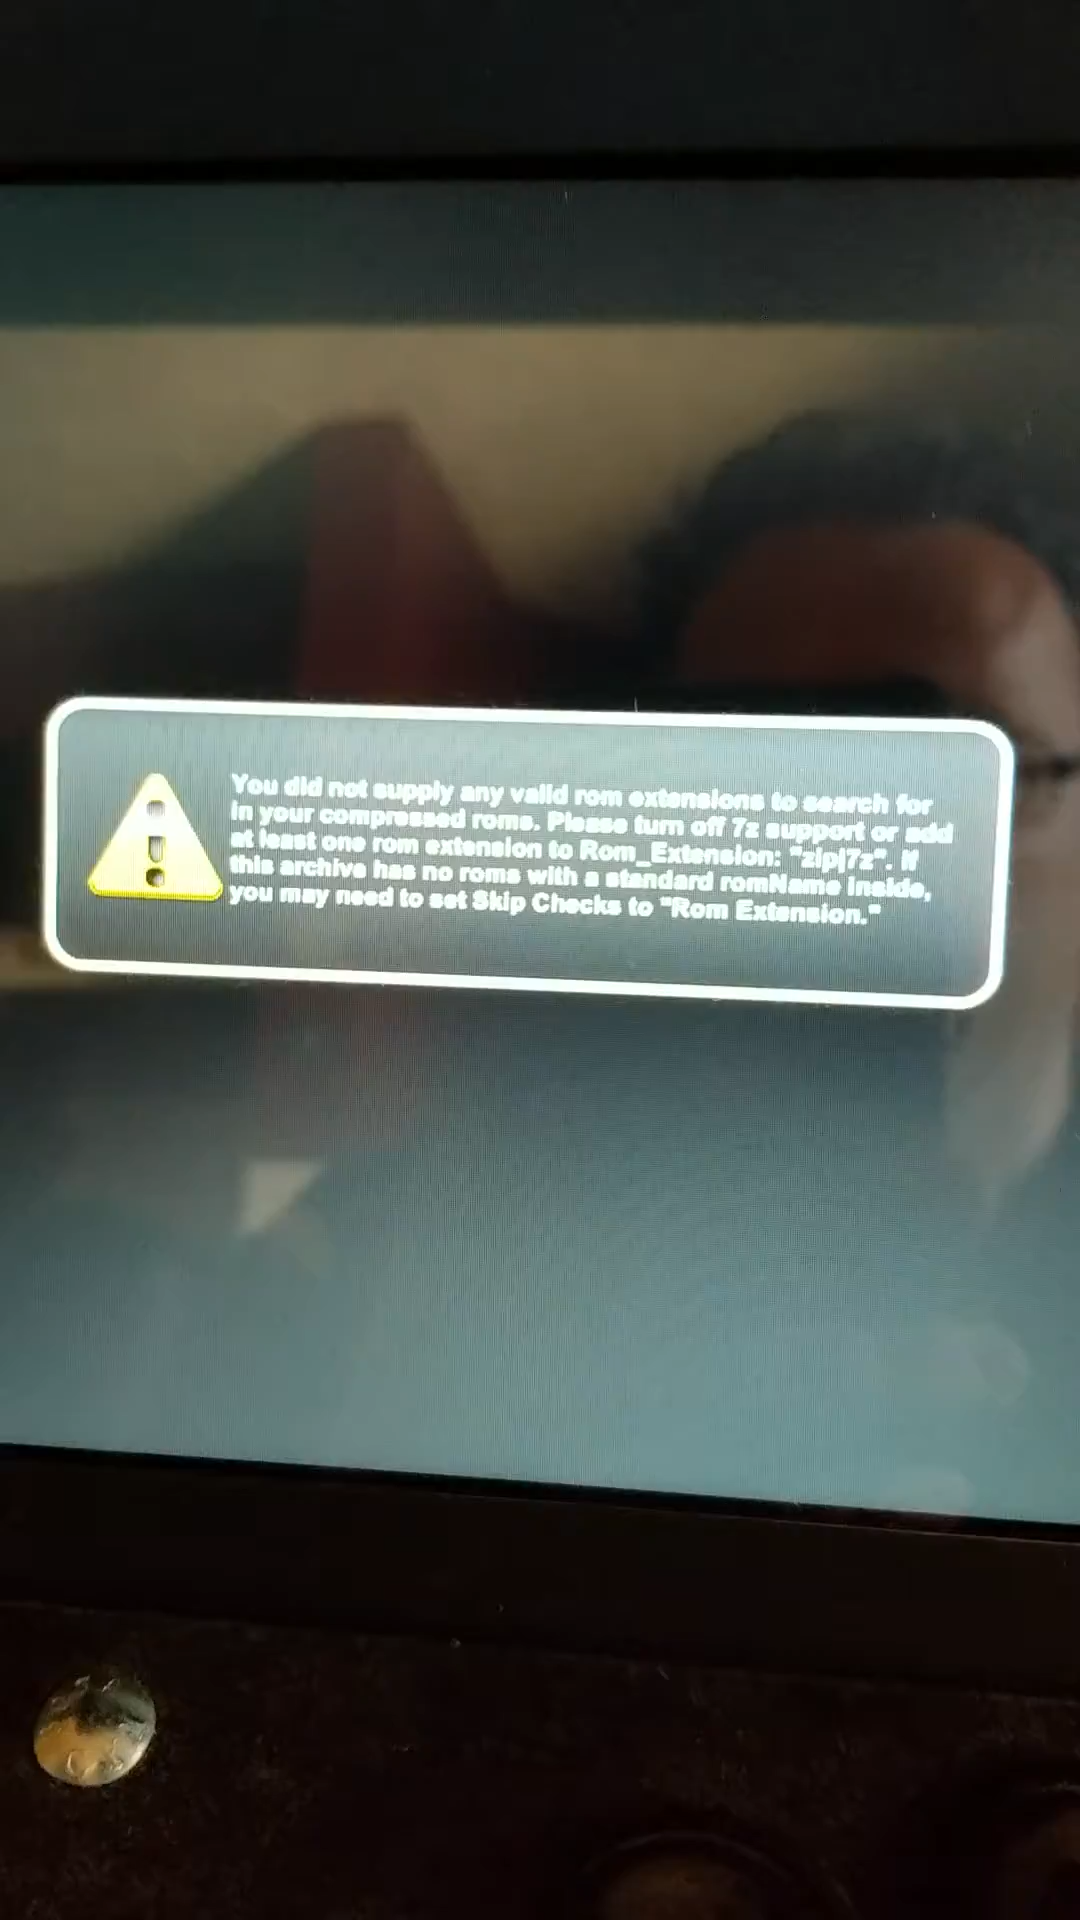 You did not supply any valid rom extensions to search for
in your compressed roms. Please turn off 7z support or add
at least one rom extension to Rom_Extension: "zip|7z". If
this archive has no roms with a standard romName inside,
you may need to set Skip Checks to "Rom Extension."